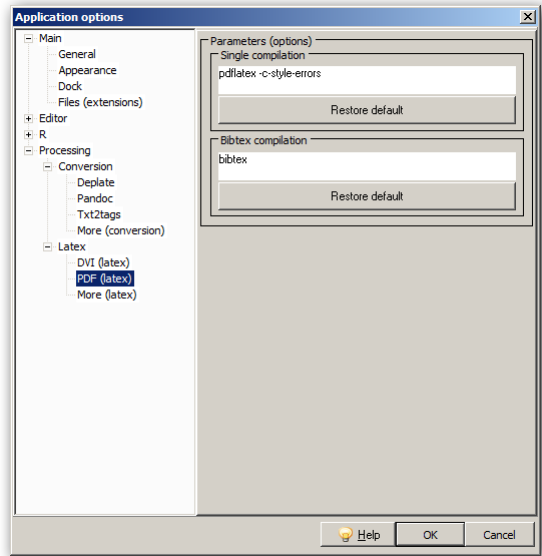 Application options
Main
General
Appearance
Dock
Files (extensions)
Editor
R
Processing
Conversion
Deplate
Pandoc
Txt2tags
More (conversion)
Latex
DVI (latex)
PDF (latex)
More (latex)
Parameters (options)
Single compilation
pdflatex -c-style-errors
Restore default
Bibtex compilation
bibtex
Restore default
Help
OK
Cancel